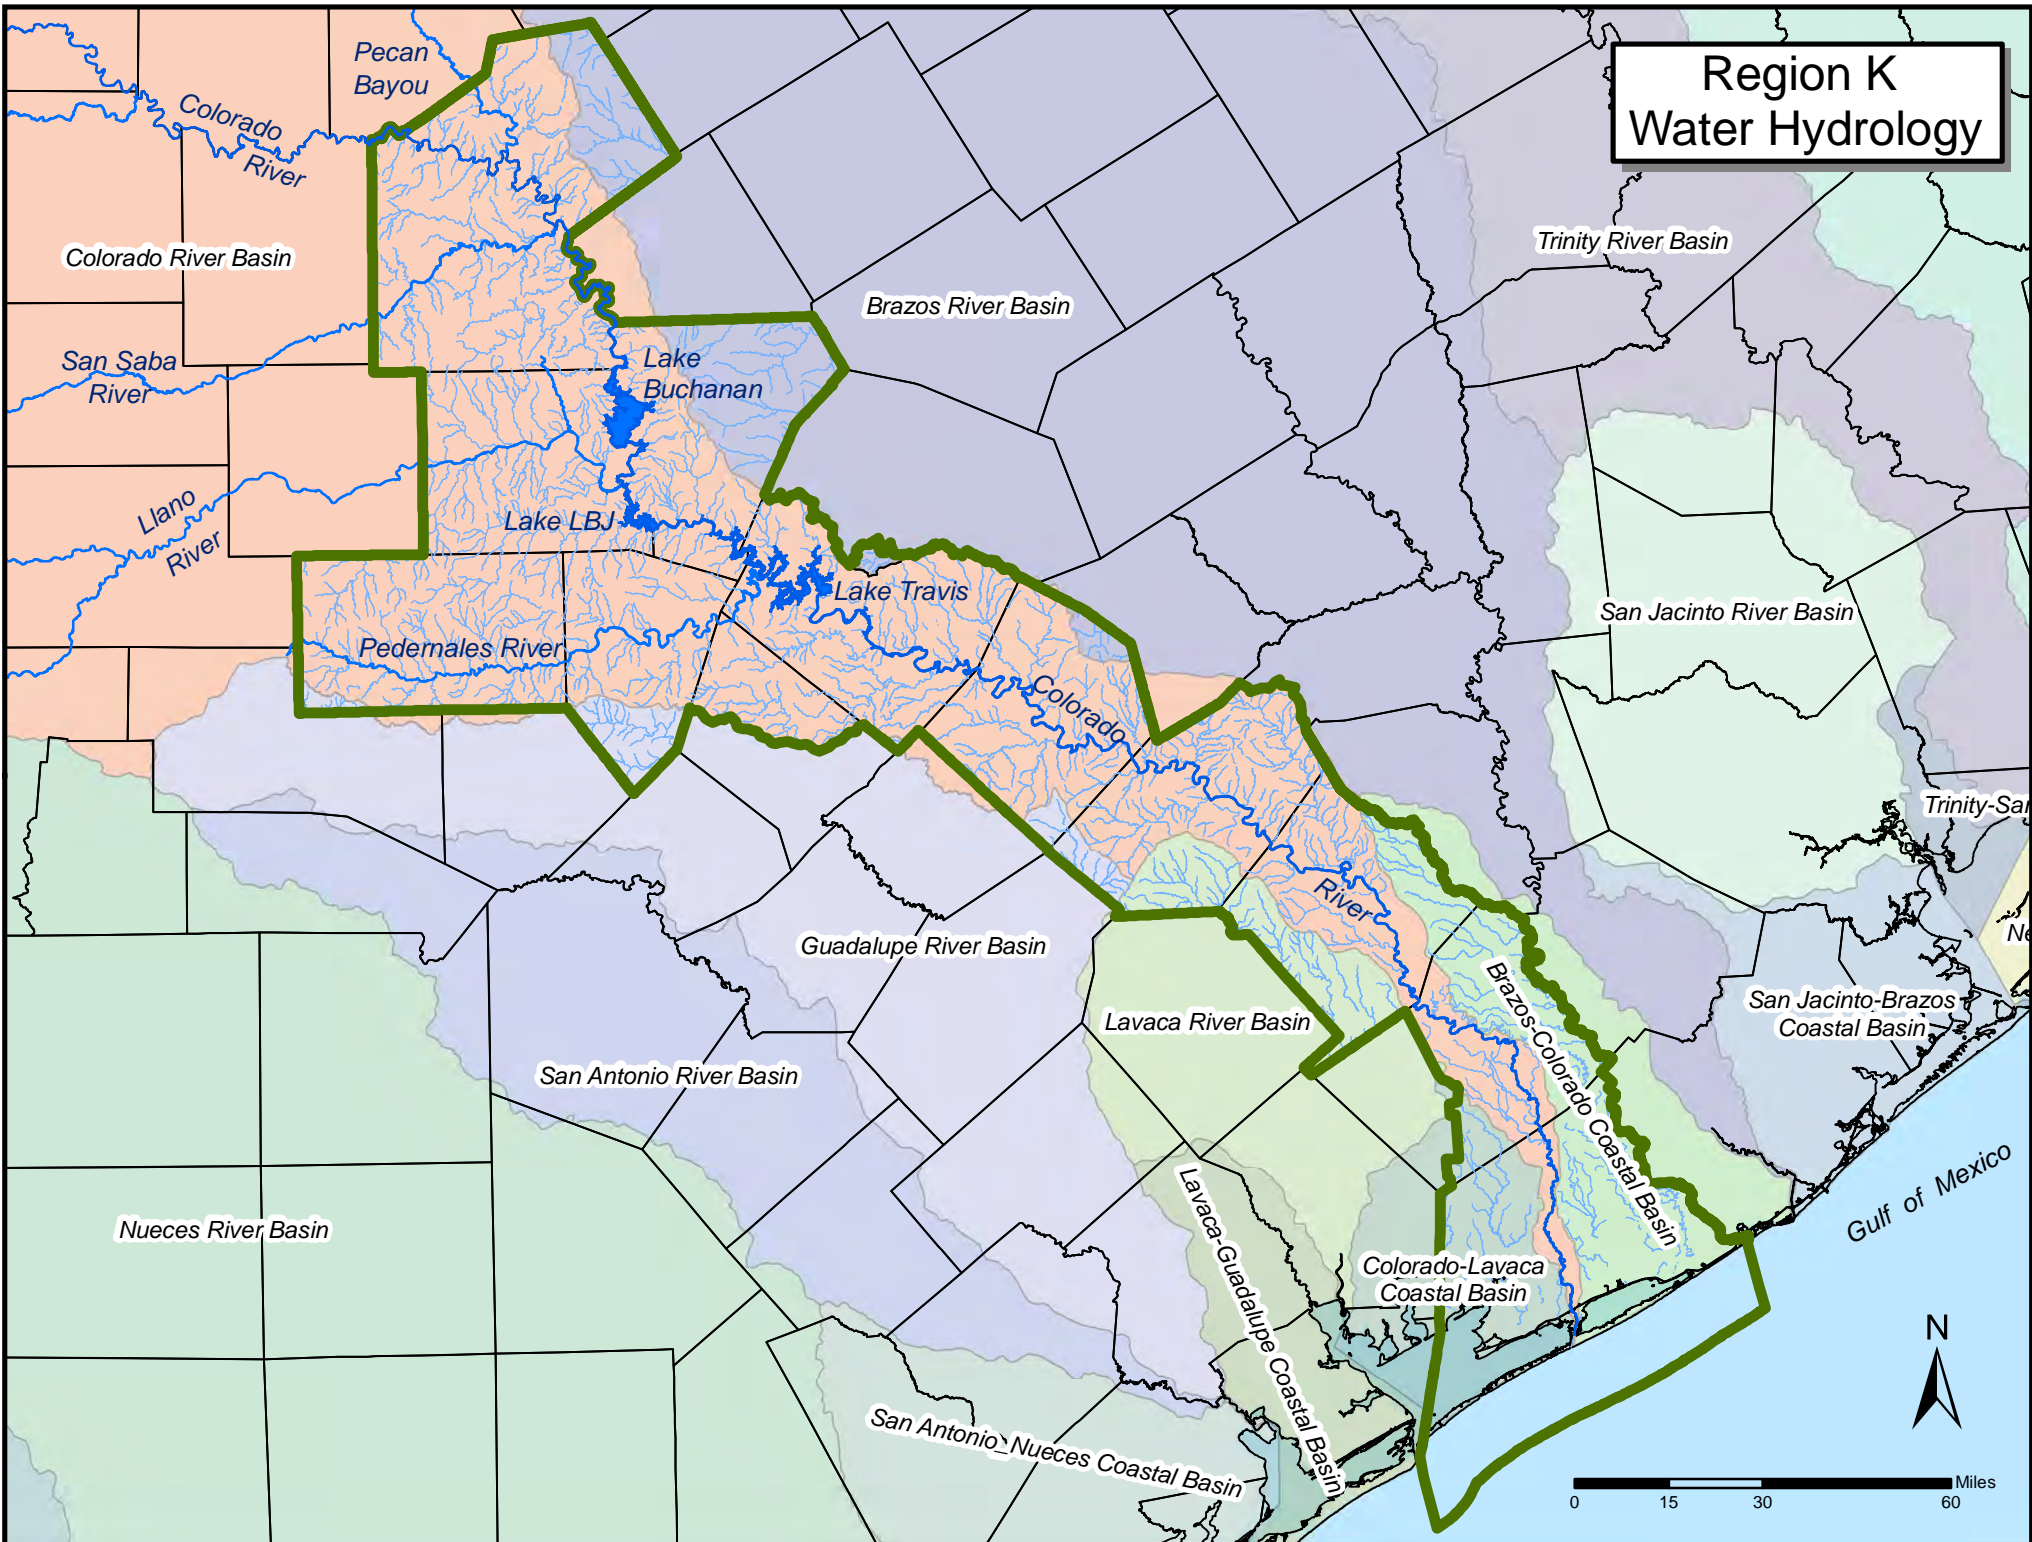 Region K
Water Hydrology
Pecan
Bayou
Colorado
River
Colorado River Basin
Trinity River Basin
Brazos River Basin
San Saba
River
Lake
Buchanan
Llano
River
Lake LBJ
Lake Travis
San Jacinto River Basin
Pedernales River
Colorado
River
Trinity-San
Guadalupe River Basin
Ne
Brazos-Colorado Coastal Basin
San Jacinto-Brazos
Coastal Basin
Lavaca River Basin
San Antonio River Basin
Gulf of Mexico
Nueces River Basin
Lavaca-Guadalupe Coastal Basin
Colorado-Lavaca
Coastal Basin
San Antonio_Nueces Coastal Basin
N
Miles
0 15 30 60